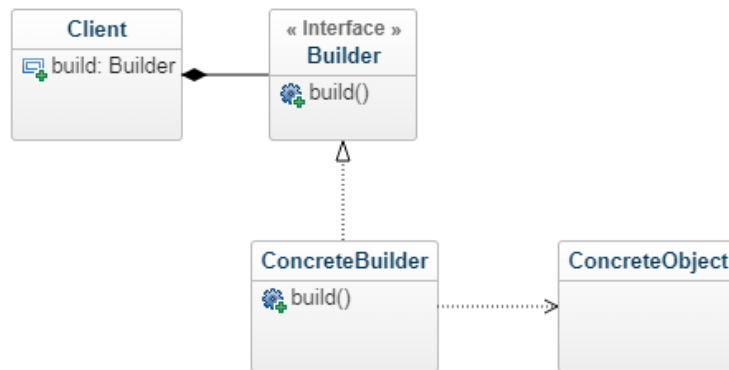 Client
build: Builder
« Interface »
Builder
build()
ConcreteBuilder
build()
ConcreteObject